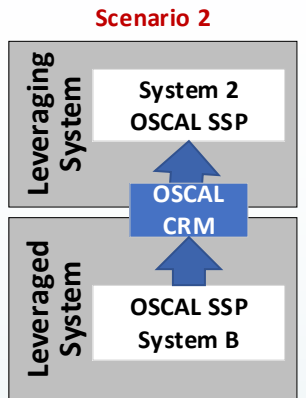 Scenario 2
Leveraging
System
System 2
OSCAL SSP
OSCAL
CRM
Leveraged
System
OSCAL SSP
System B